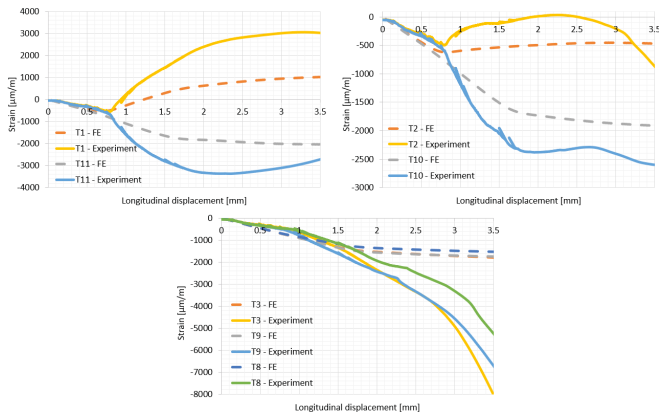 4000
3000
2000
1000
0
-1000
-2000
-3000
-4000
Strain [μm/m]
0 0.5 1 1.5 2 2.5 3 3.5
T1 - FE
T1 - Experiment
T11 - FE
T11 - Experiment
Longitudinal displacement [mm]
0
-500
-1000
-1500
-2000
-2500
-3000
Strain [μm/m]
0 0.5 1 1.5 2 2.5 3 3.5
T2 - FE
T2 - Experiment
T10 - FE
T10 - Experiment
Longitudinal displacement [mm]
0
-1000
-2000
-3000
-4000
-5000
-6000
-7000
-8000
Strain [μm/m]
0 0.5 1 1.5 2 2.5 3 3.5
T3 - FE
T3 - Experiment
T9 - FE
T9 - Experiment
T8 - FE
T8 - Experiment
Longitudinal displacement [mm]